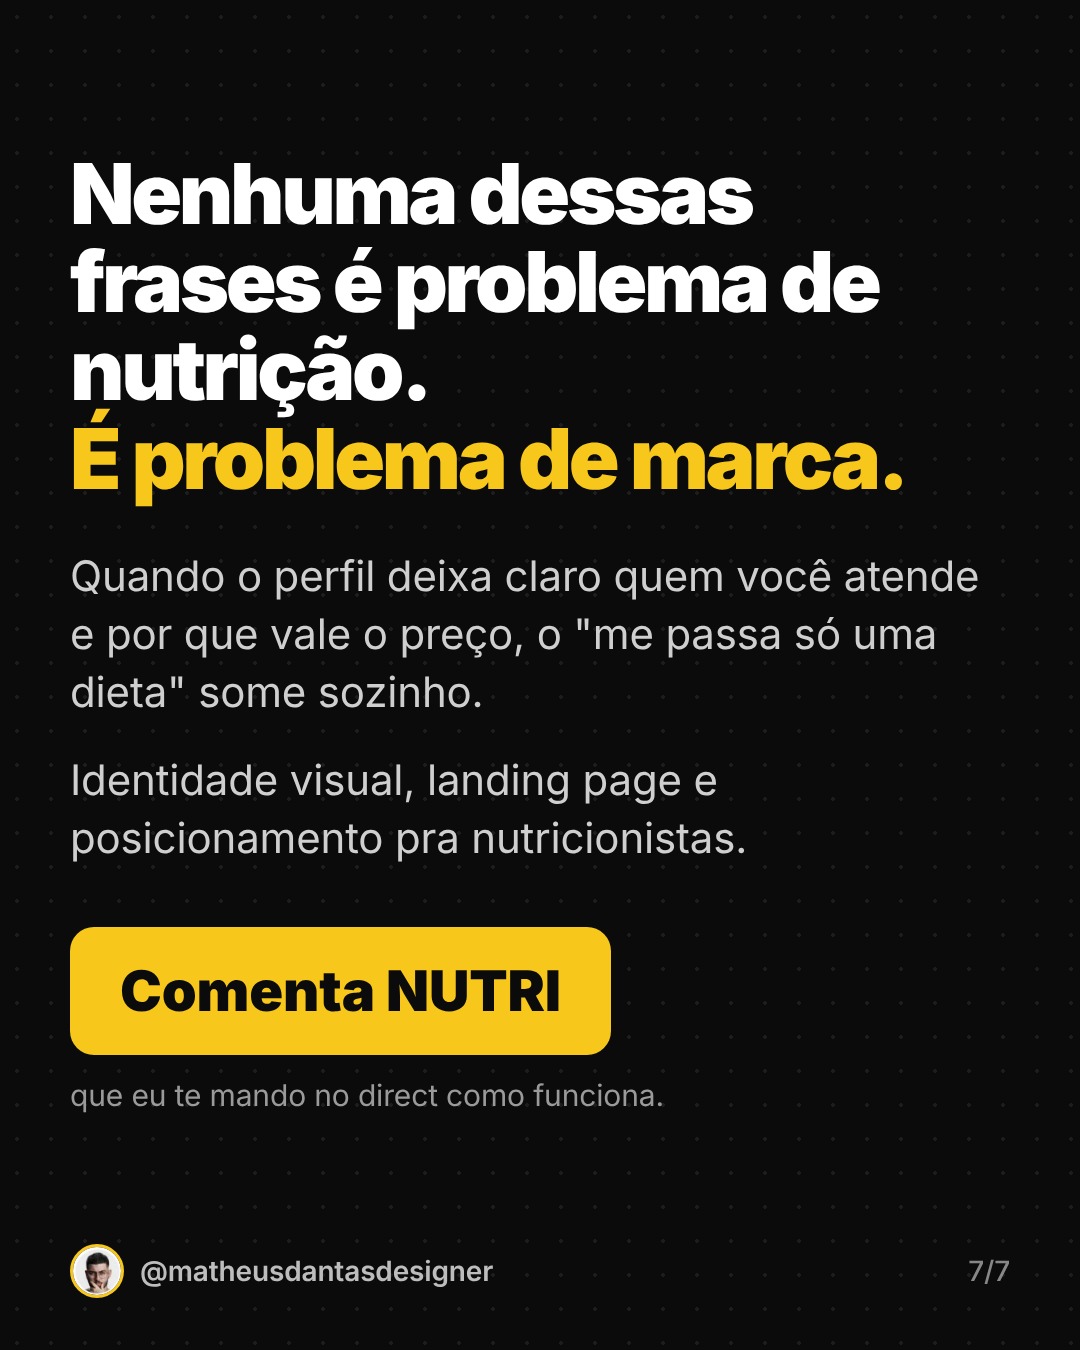 Nenhuma dessas
frases é problema de
nutrição.
É problema de marca.
Quando o perfil deixa claro quem você atende
e por que vale o preço, o "me passa só uma
dieta" some sozinho.
Identidade visual, landing page e
posicionamento pra nutricionistas.
Comenta NUTRI
que eu te mando no direct como funciona.
@matheusdantasdesigner
7/7